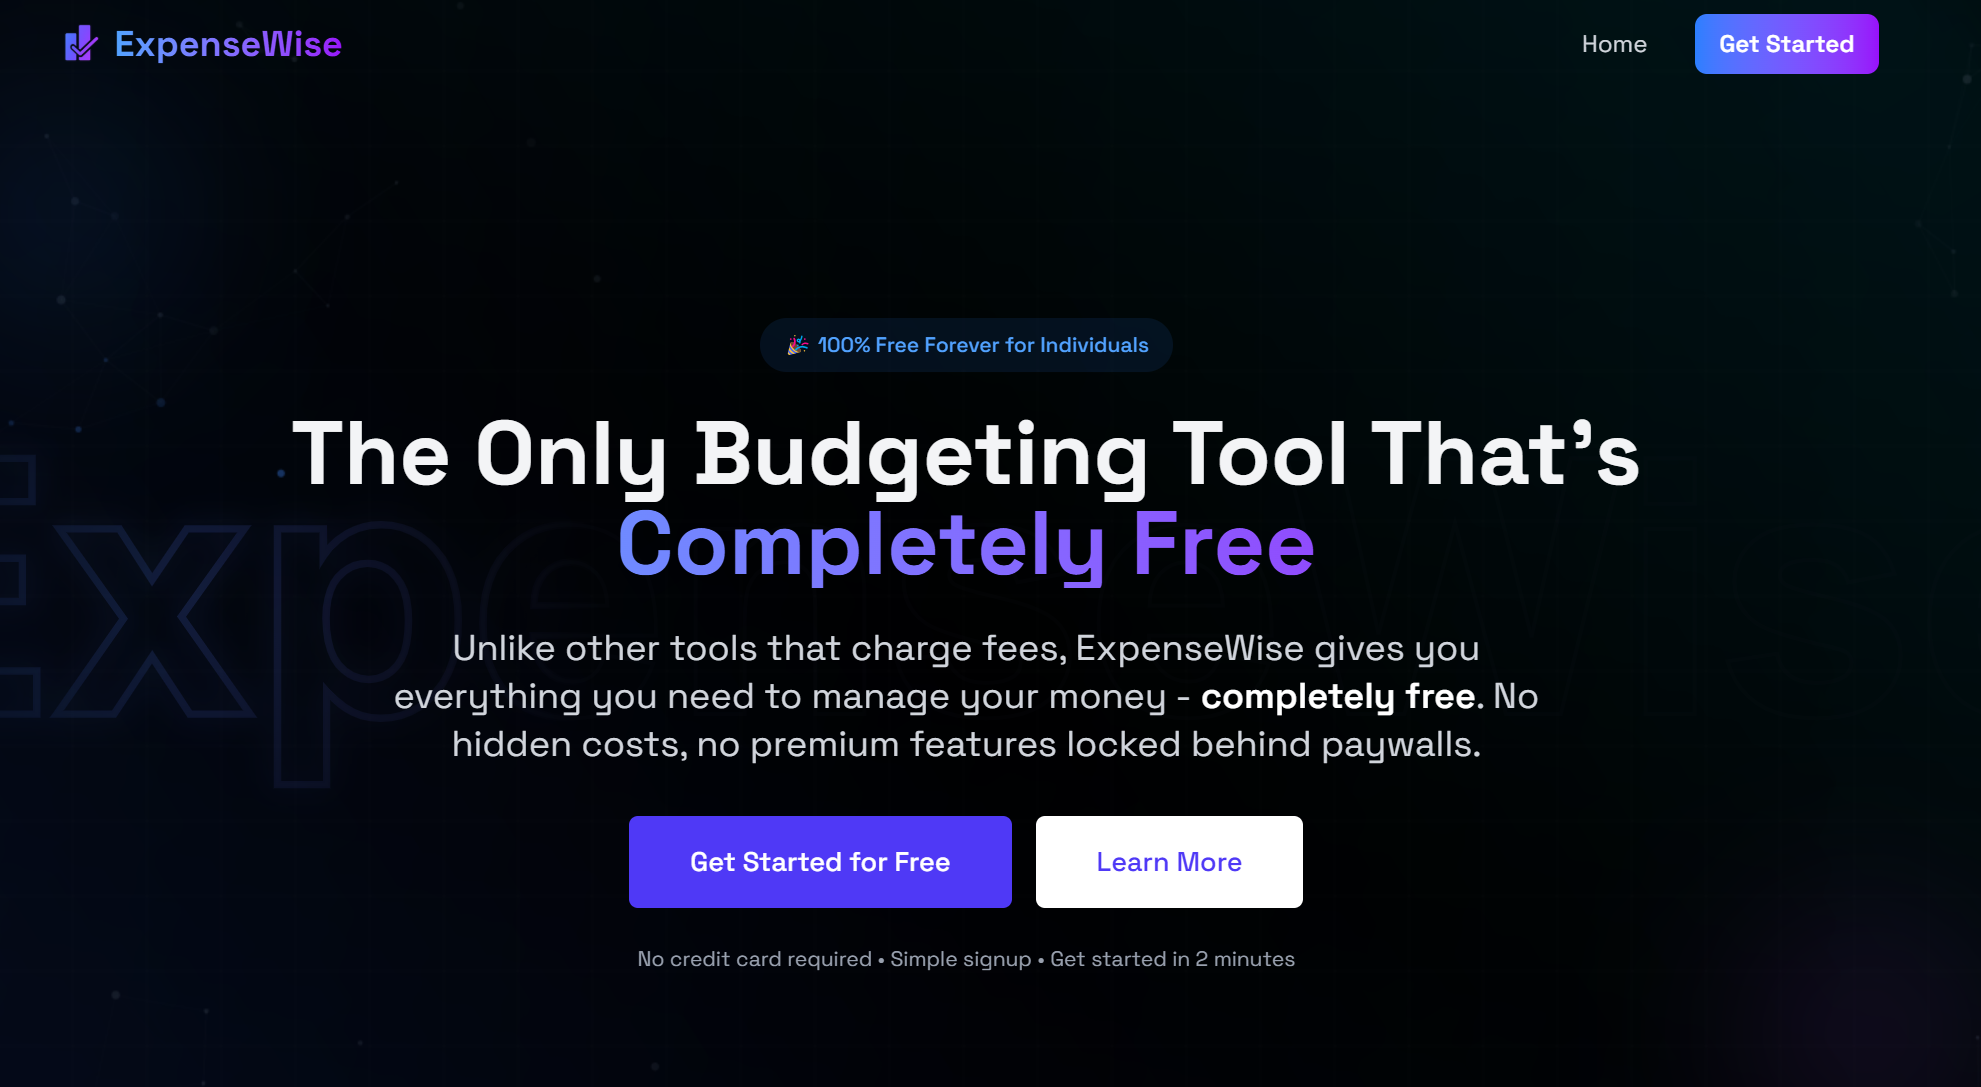 ExpenseWise
Home
Get Started
🎉 100% Free Forever for Individuals
The Only Budgeting Tool That's
Completely Free
ExpenseWise
Unlike other tools that charge fees, ExpenseWise gives you
everything you need to manage your money - completely free. No
hidden costs, no premium features locked behind paywalls.
Get Started for Free
Learn More
No credit card required • Simple signup • Get started in 2 minutes